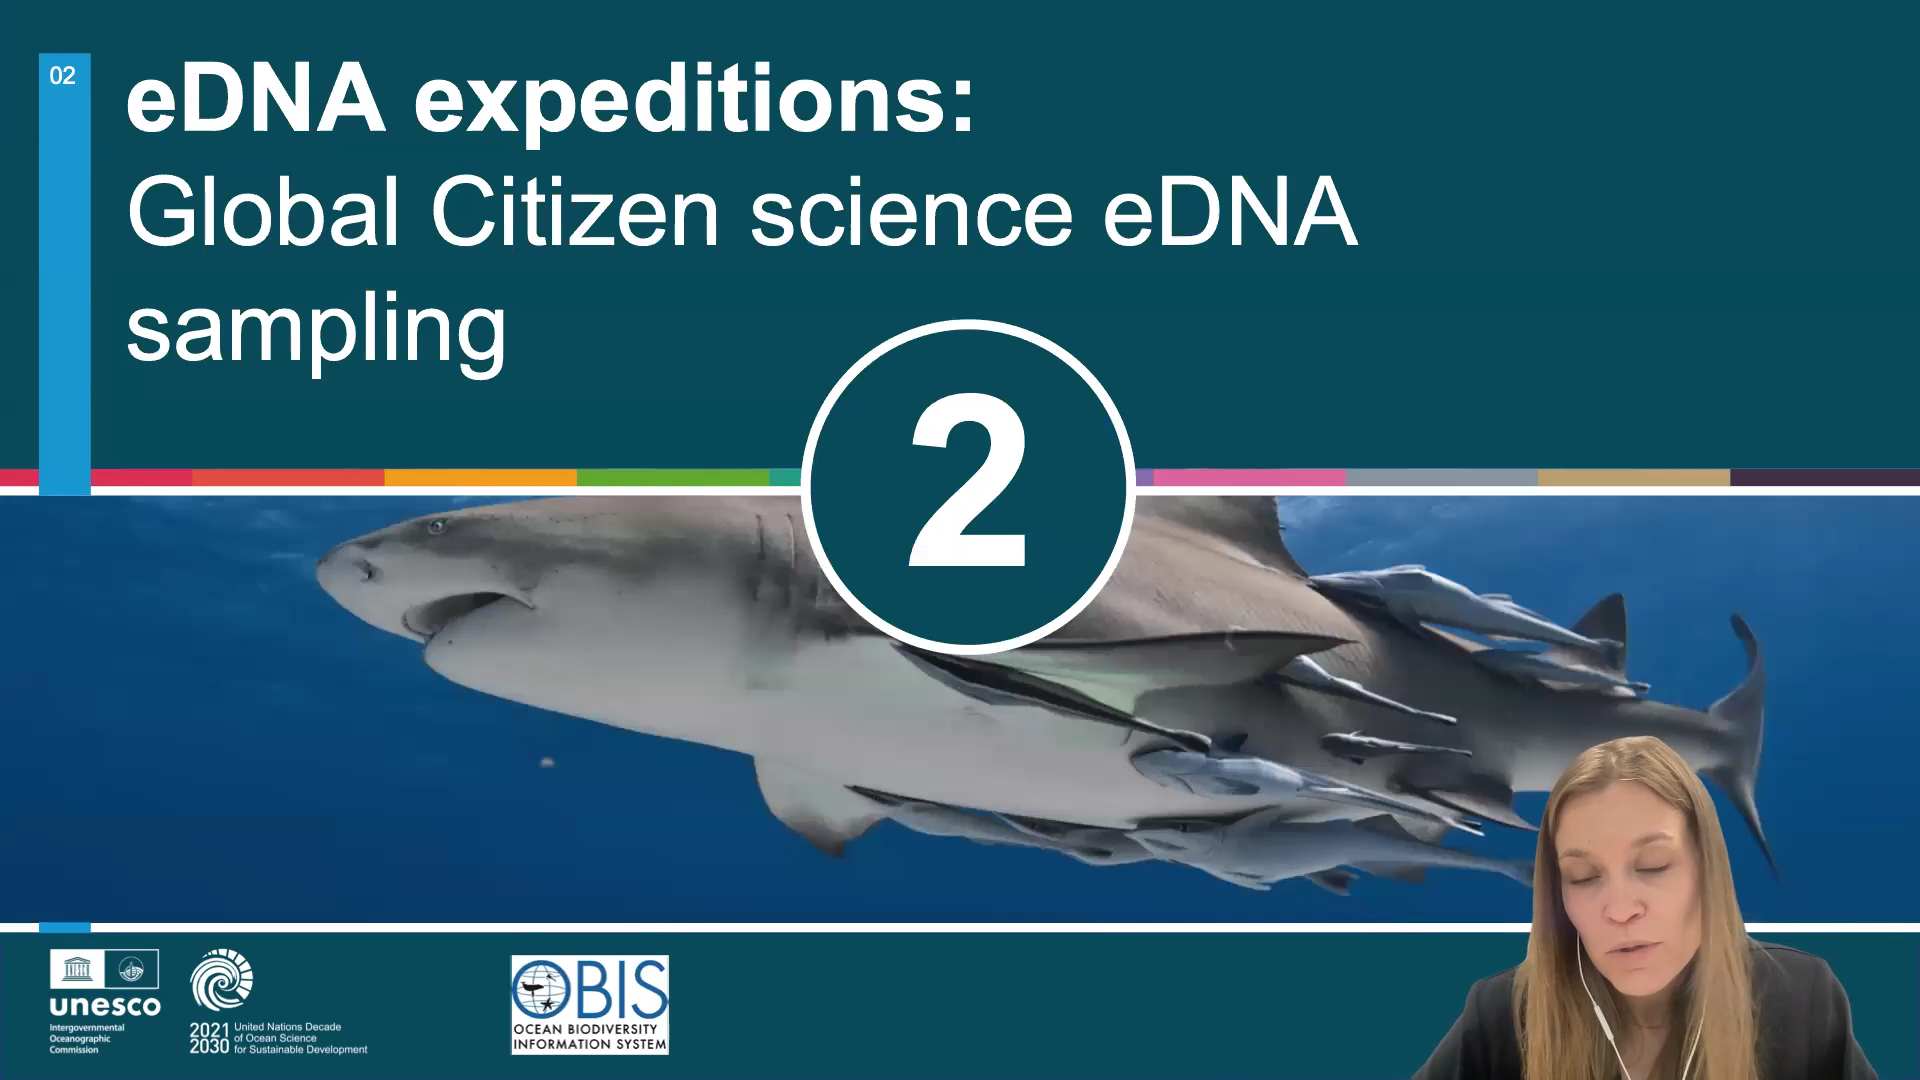 02
eDNA expeditions:
Global Citizen science eDNA
sampling
2
unesco
Intergovernmental
Oceanographic
Commission
2021
2030
United Nations Decade
of Ocean Science
for Sustainable Development
OBIS
OCEAN BIODIVERSITY
INFORMATION SYSTEM